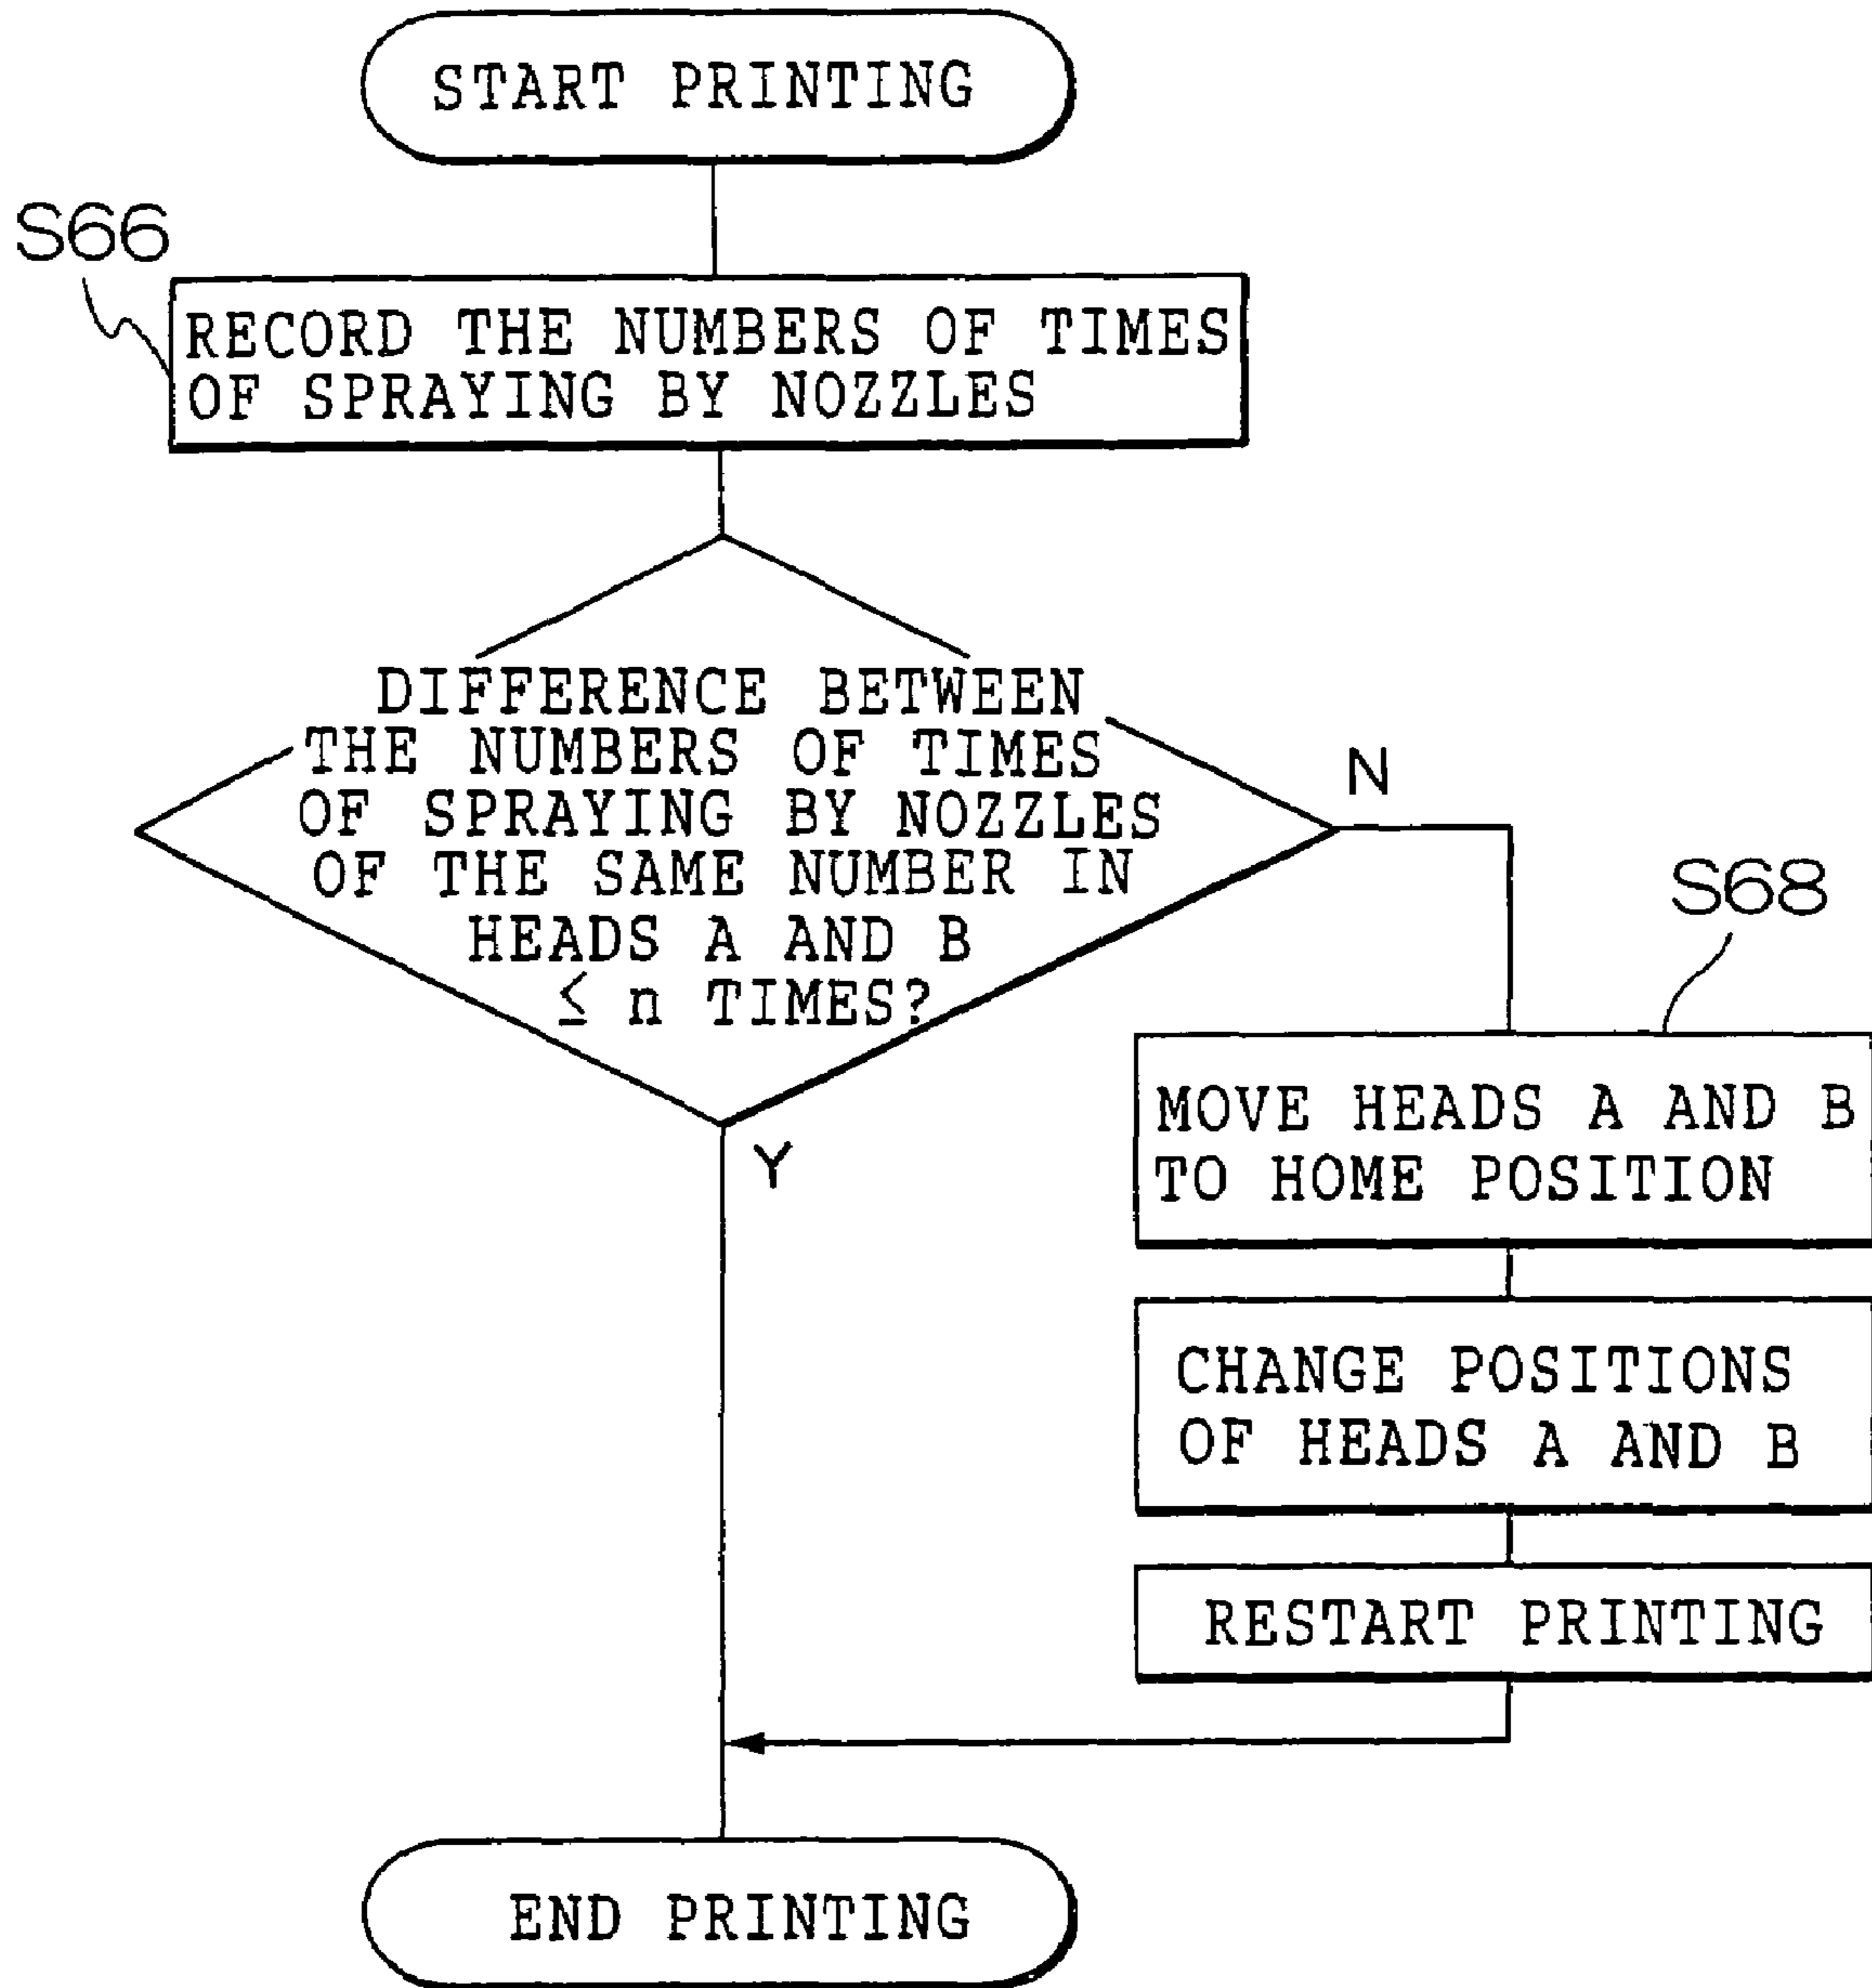 START PRINTING
S66
RECORD THE NUMBERS OF TIMES
OF SPRAYING BY NOZZLES
DIFFERENCE BETWEEN
THE NUMBERS OF TIMES
OF SPRAYING BY NOZZLES
OF THE SAME NUMBER IN
HEADS A AND B
≤ n TIMES?
N
Y
S68
MOVE HEADS A AND B
TO HOME POSITION
CHANGE POSITIONS
OF HEADS A AND B
RESTART PRINTING
END PRINTING